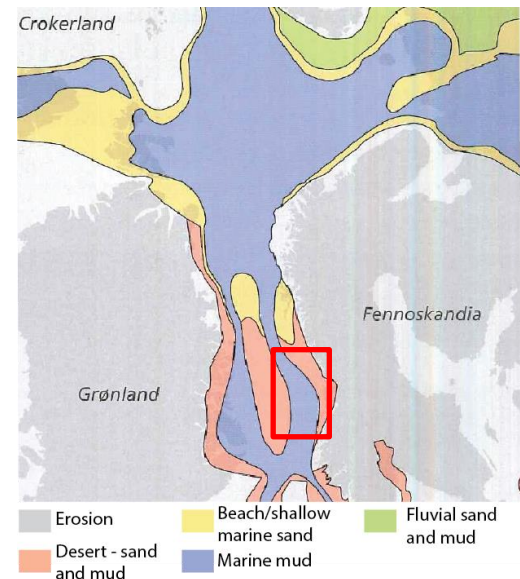 Crokerland
Fennoskandia
Grønland
Erosion
Beach/shallow
marine sand
Fluvial sand
and mud
Desert - sand
and mud
Marine mud